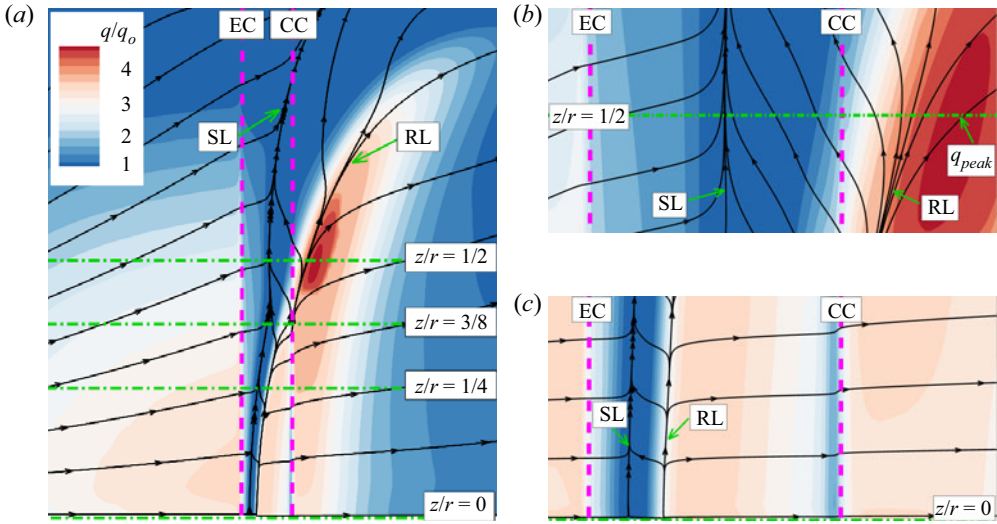 (a)
q/qo
4
3
2
1
EC
CC
SL
RL
z/r = 1/2
z/r = 3/8
z/r = 1/4
z/r = 0
(b)
EC
CC
z/r = 1/2
SL
RL
qpeak
(c)
EC
CC
SL
RL
z/r = 0